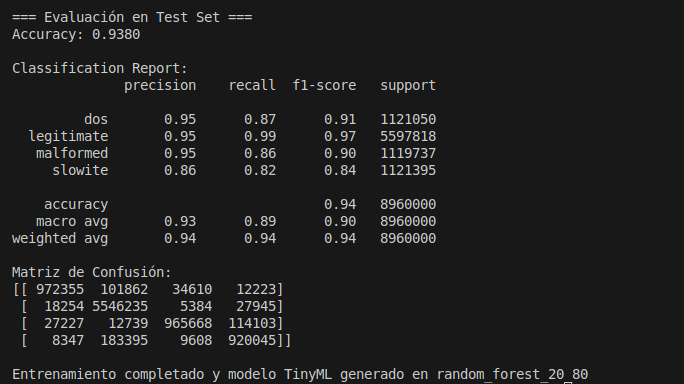 === Evaluación en Test Set ===
Accuracy: 0.9380
Classification Report:
precision recall f1-score support
dos 0.95 0.87 0.91 1121050
legitimate 0.95 0.99 0.97 5597818
malformed 0.95 0.86 0.90 1119737
slowite 0.86 0.82 0.84 1121395
accuracy 0.94 8960000
macro avg 0.93 0.89 0.90 8960000
weighted avg 0.94 0.94 0.94 8960000
Matriz de Confusión:
[[ 972355 101862 34610 12223]
[ 18254 5546235 5384 27945]
[ 27227 12739 965668 114103]
[ 8347 183395 9608 920045]]
Entrenamiento completado y modelo TinyML generado en random_forest_20_80